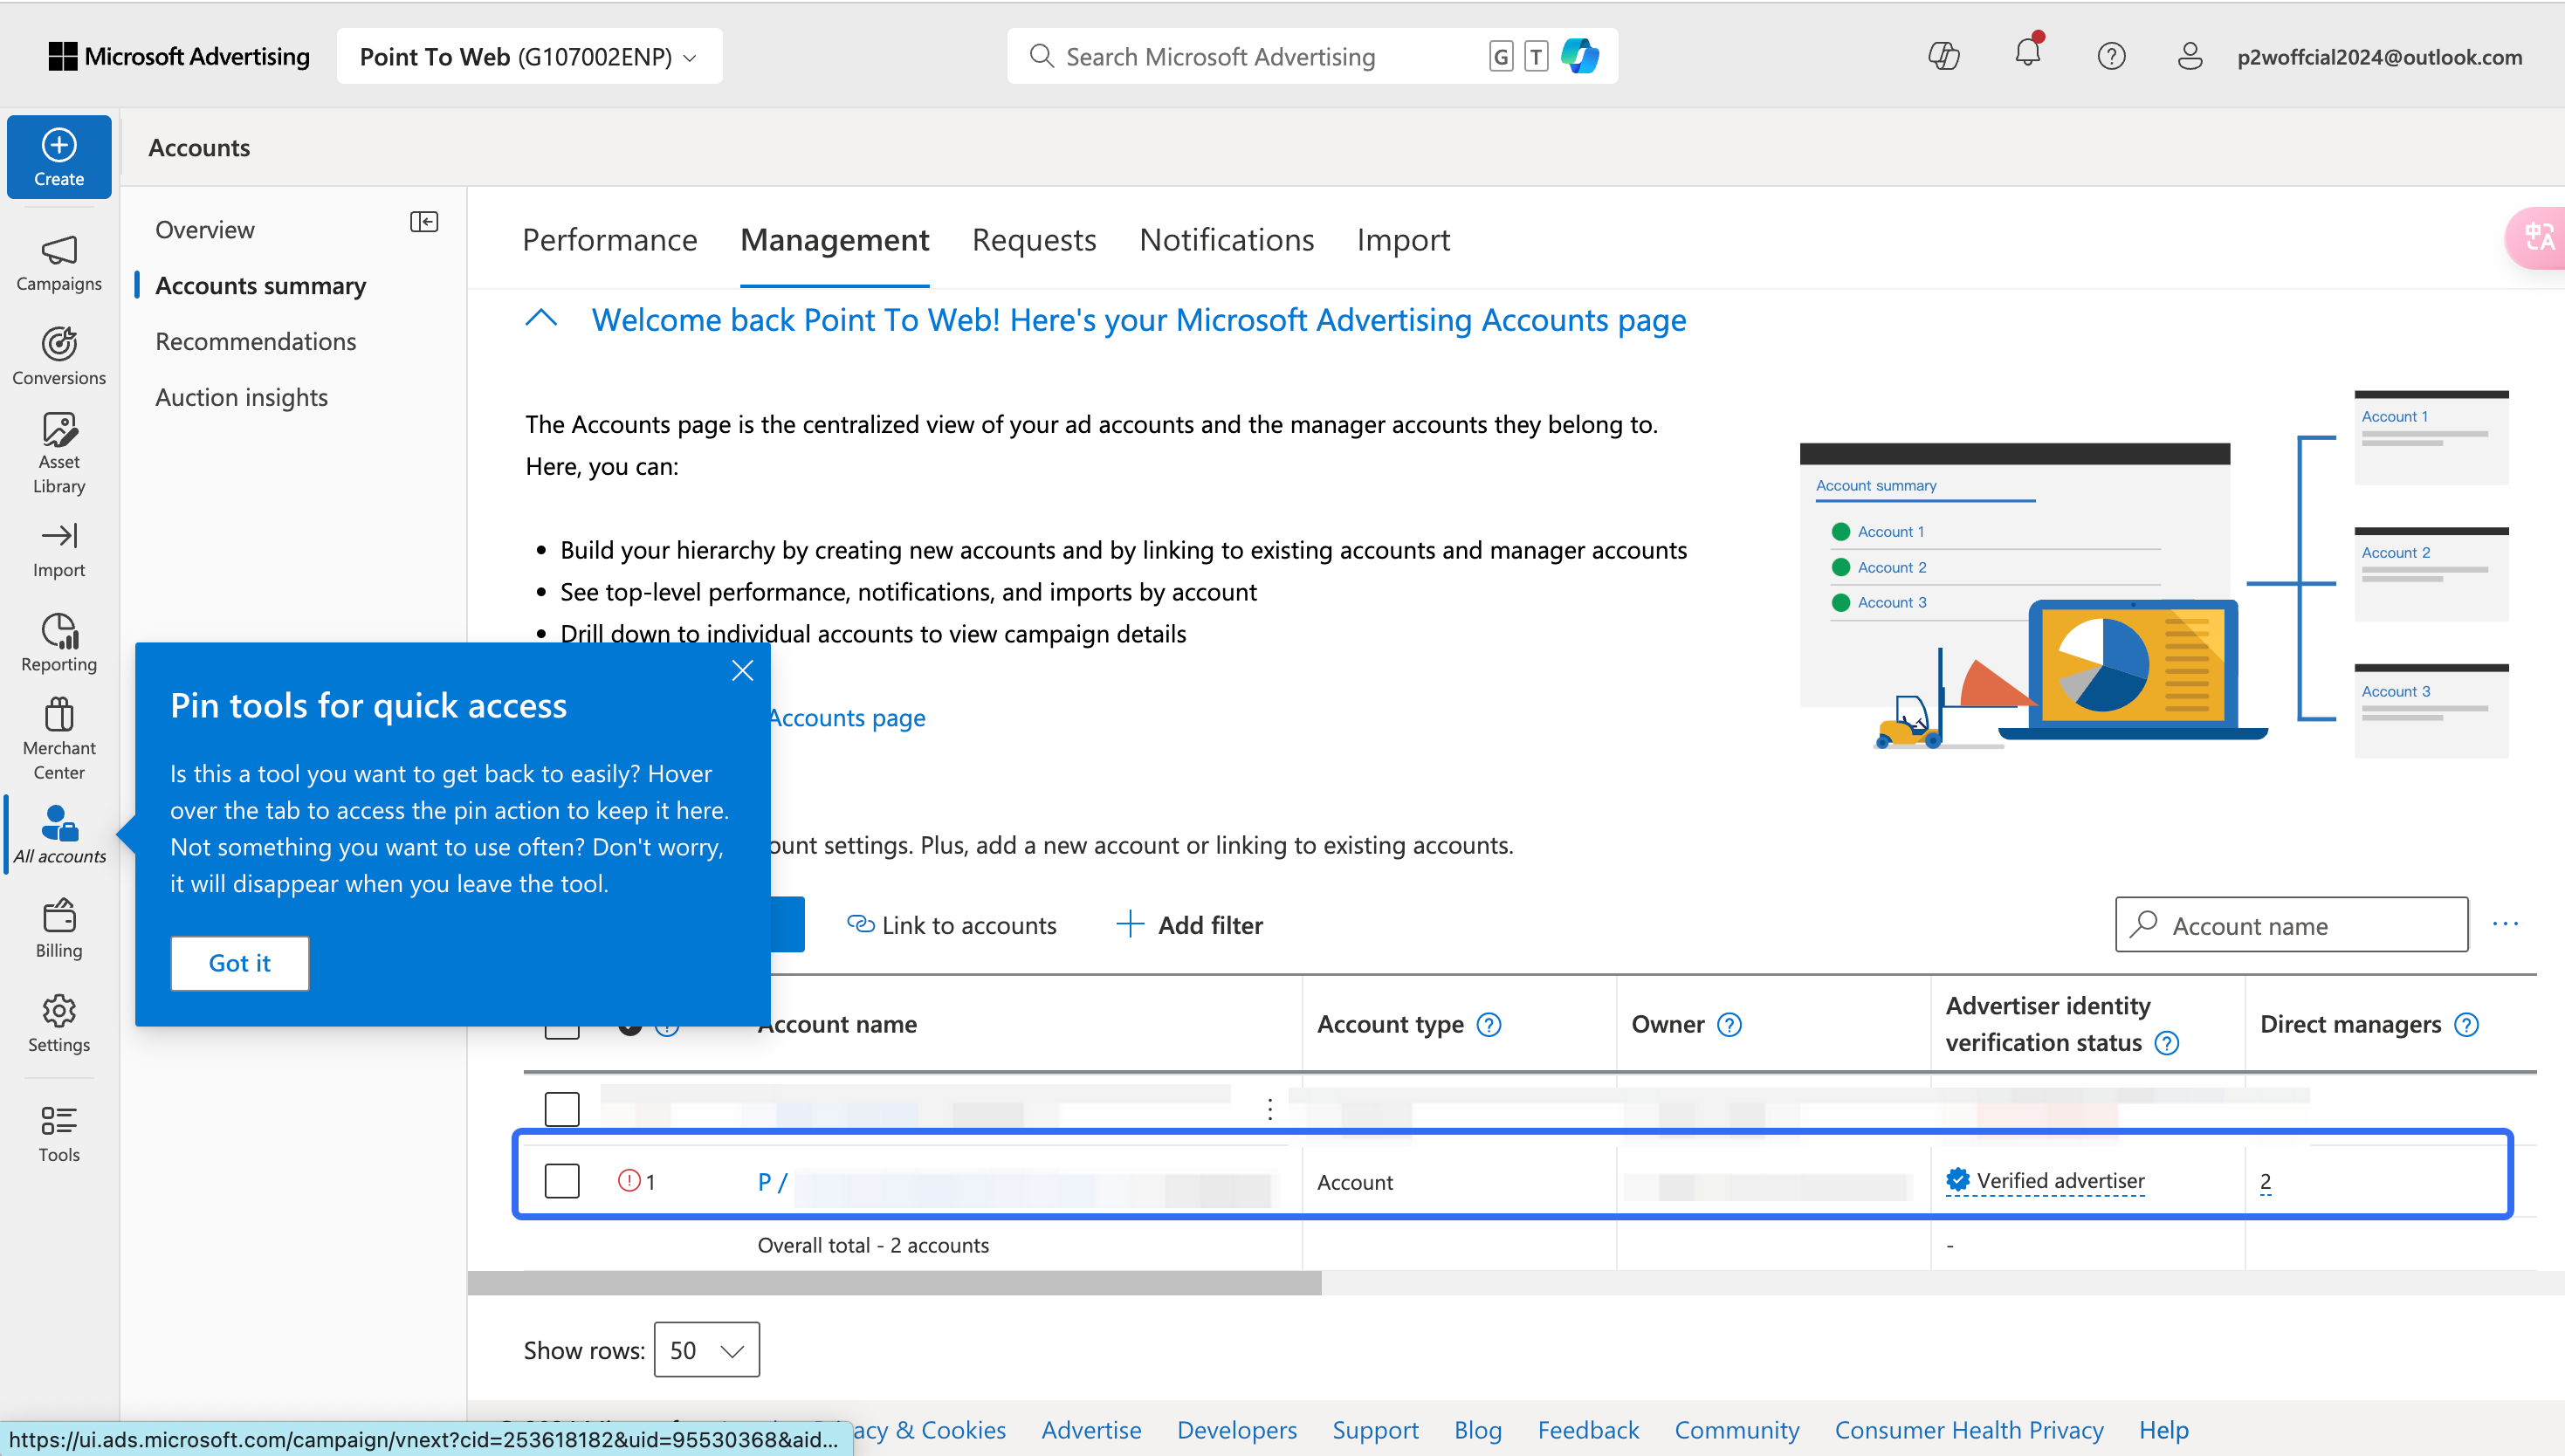 Microsoft Advertising
Point To Web (G107002ENP)
Search Microsoft Advertising
G T
p2woffcial2024@outlook.com
Create
Campaigns
Conversions
Asset
Library
Import
Reporting
Merchant
Center
All accounts
Billing
Settings
Tools
Accounts
Overview
Accounts summary
Recommendations
Auction insights
Performance Management Requests Notifications Import
中A
Welcome back Point To Web! Here's your Microsoft Advertising Accounts page
The Accounts page is the centralized view of your ad accounts and the manager accounts they belong to.
Here, you can:
• Build your hierarchy by creating new accounts and by linking to existing accounts and manager accounts
• See top-level performance, notifications, and imports by account
• Drill down to individual accounts to view campaign details
Account summary
Account 1
Account 2
Account 3
Account 1
Account 2
Account 3
Accounts page
Pin tools for quick access
Is this a tool you want to get back to easily? Hover
over the tab to access the pin action to keep it here.
Not something you want to use often? Don't worry,
it will disappear when you leave the tool.
Got it
ount settings. Plus, add a new account or linking to existing accounts.
Link to accounts
Add filter
Account name
Account name
Account type
Owner
Advertiser identity
verification status
Direct managers
1 P / Account Verified advertiser 2
Overall total - 2 accounts -
Show rows: 50
acy & Cookies Advertise Developers Support Blog Feedback Community Consumer Health Privacy Help
https://ui.ads.microsoft.com/campaign/vnext?cid=253618182&uid=95530368&aid...